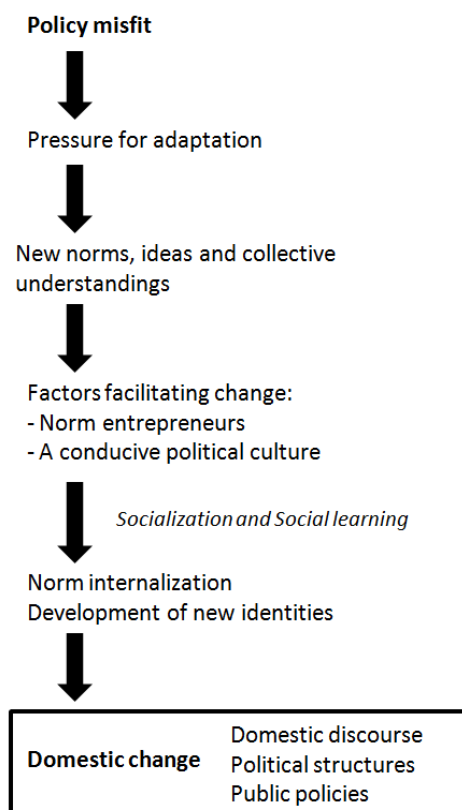 Policy misfit
Pressure for adaptation
New norms, ideas and collective
understandings
Factors facilitating change:
- Norm entrepreneurs
- A conducive political culture
Socialization and Social learning
Norm internalization
Development of new identities
Domestic change
Domestic discourse
Political structures
Public policies